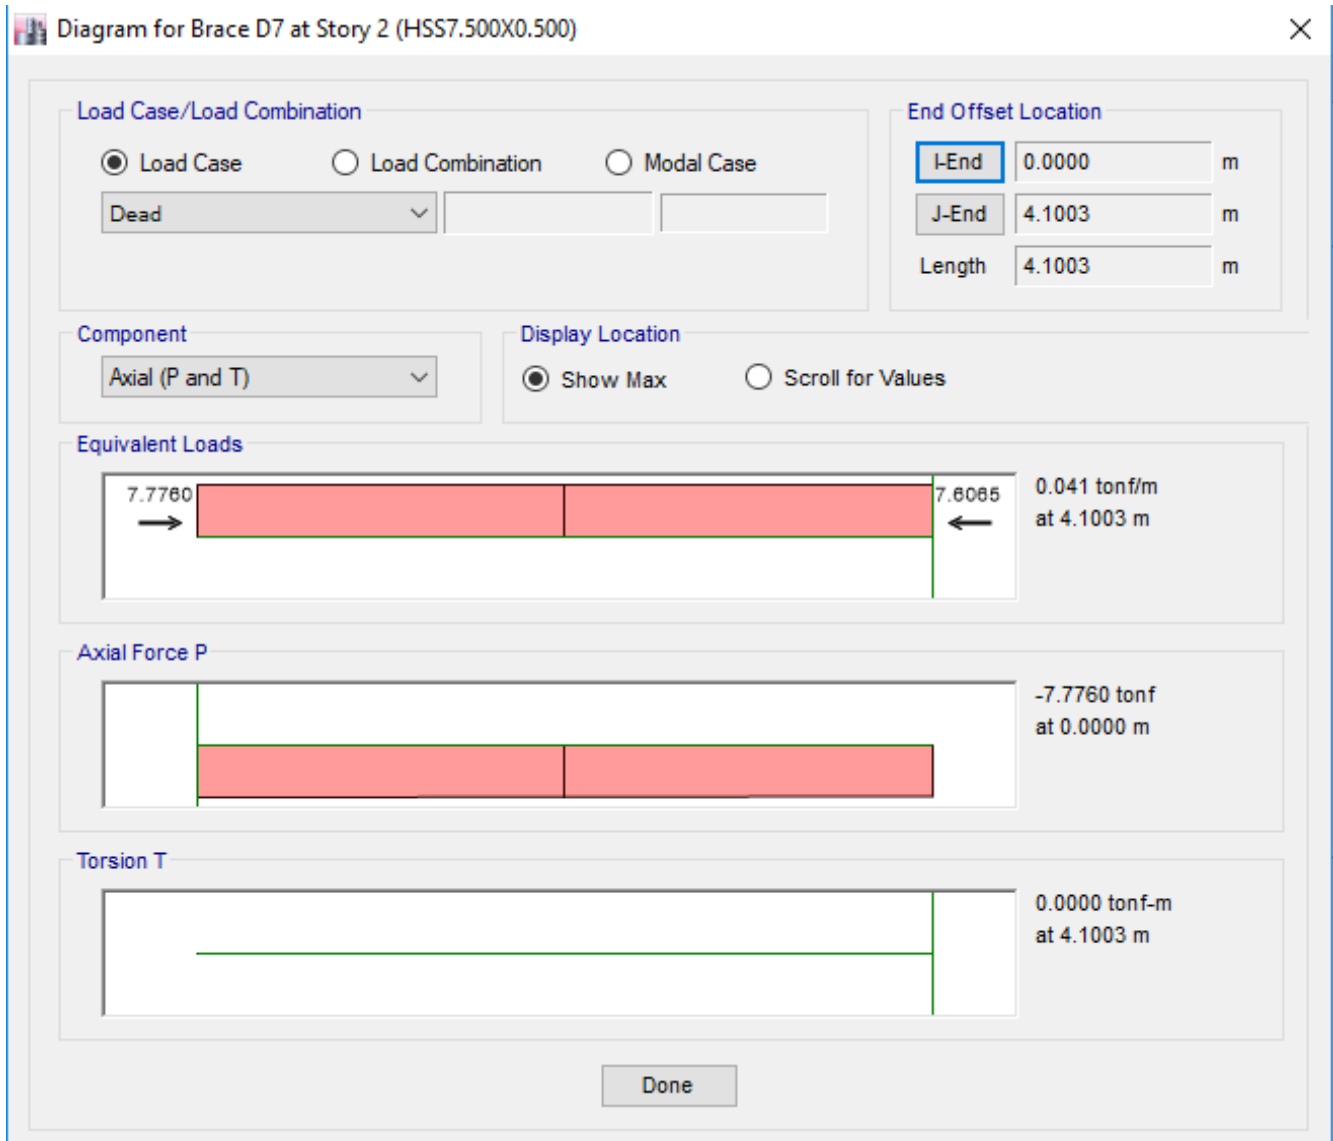 Diagram for Brace D7 at Story 2 (HSS7.500X0.500)
Load Case/Load Combination
Load Case
Load Combination
Modal Case
Dead
End Offset Location
I-End
0.0000
m
J-End
4.1003
m
Length
4.1003
m
Component
Axial (P and T)
Display Location
Show Max
Scroll for Values
Equivalent Loads
7.7760
7.6065
0.041 tonf/m
at 4.1003 m
Axial Force P
-7.7760 tonf
at 0.0000 m
Torsion T
0.0000 tonf-m
at 4.1003 m
Done